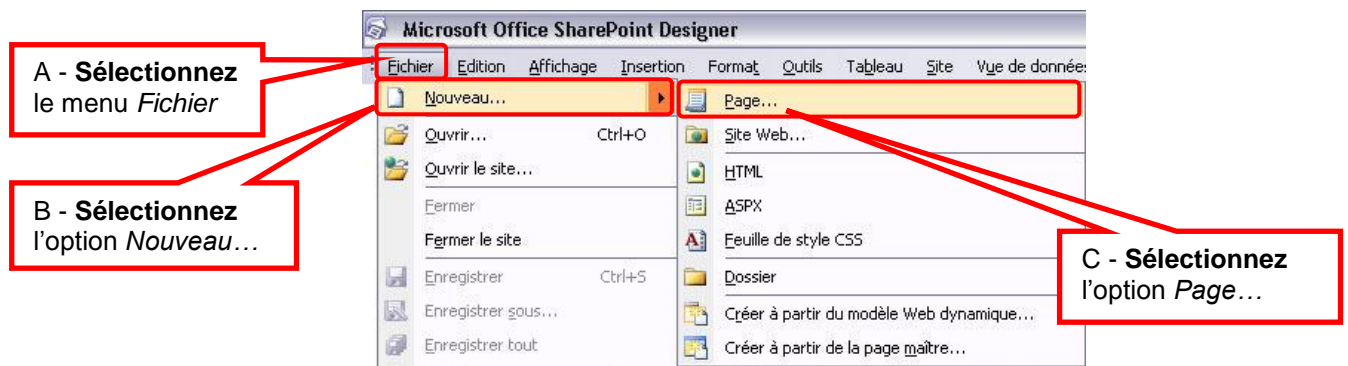 Microsoft Office SharePoint Designer
Fichier Edition Affichage Insertion Format Outils Tableau Site Vue de données
A - Sélectionnez
le menu Fichier
Nouveau...
Ouvrir... Ctrl+O
Ouvrir le site...
Fermer
Fermer le site
Enregistrer Ctrl+S
Enregistrer sous...
Enregistrer tout
B - Sélectionnez
l’option Nouveau…
Page...
Site Web...
HTML
ASPX
Feuille de style CSS
Dossier
Créer à partir du modèle Web dynamique...
Créer à partir de la page maître...
C - Sélectionnez
l’option Page…